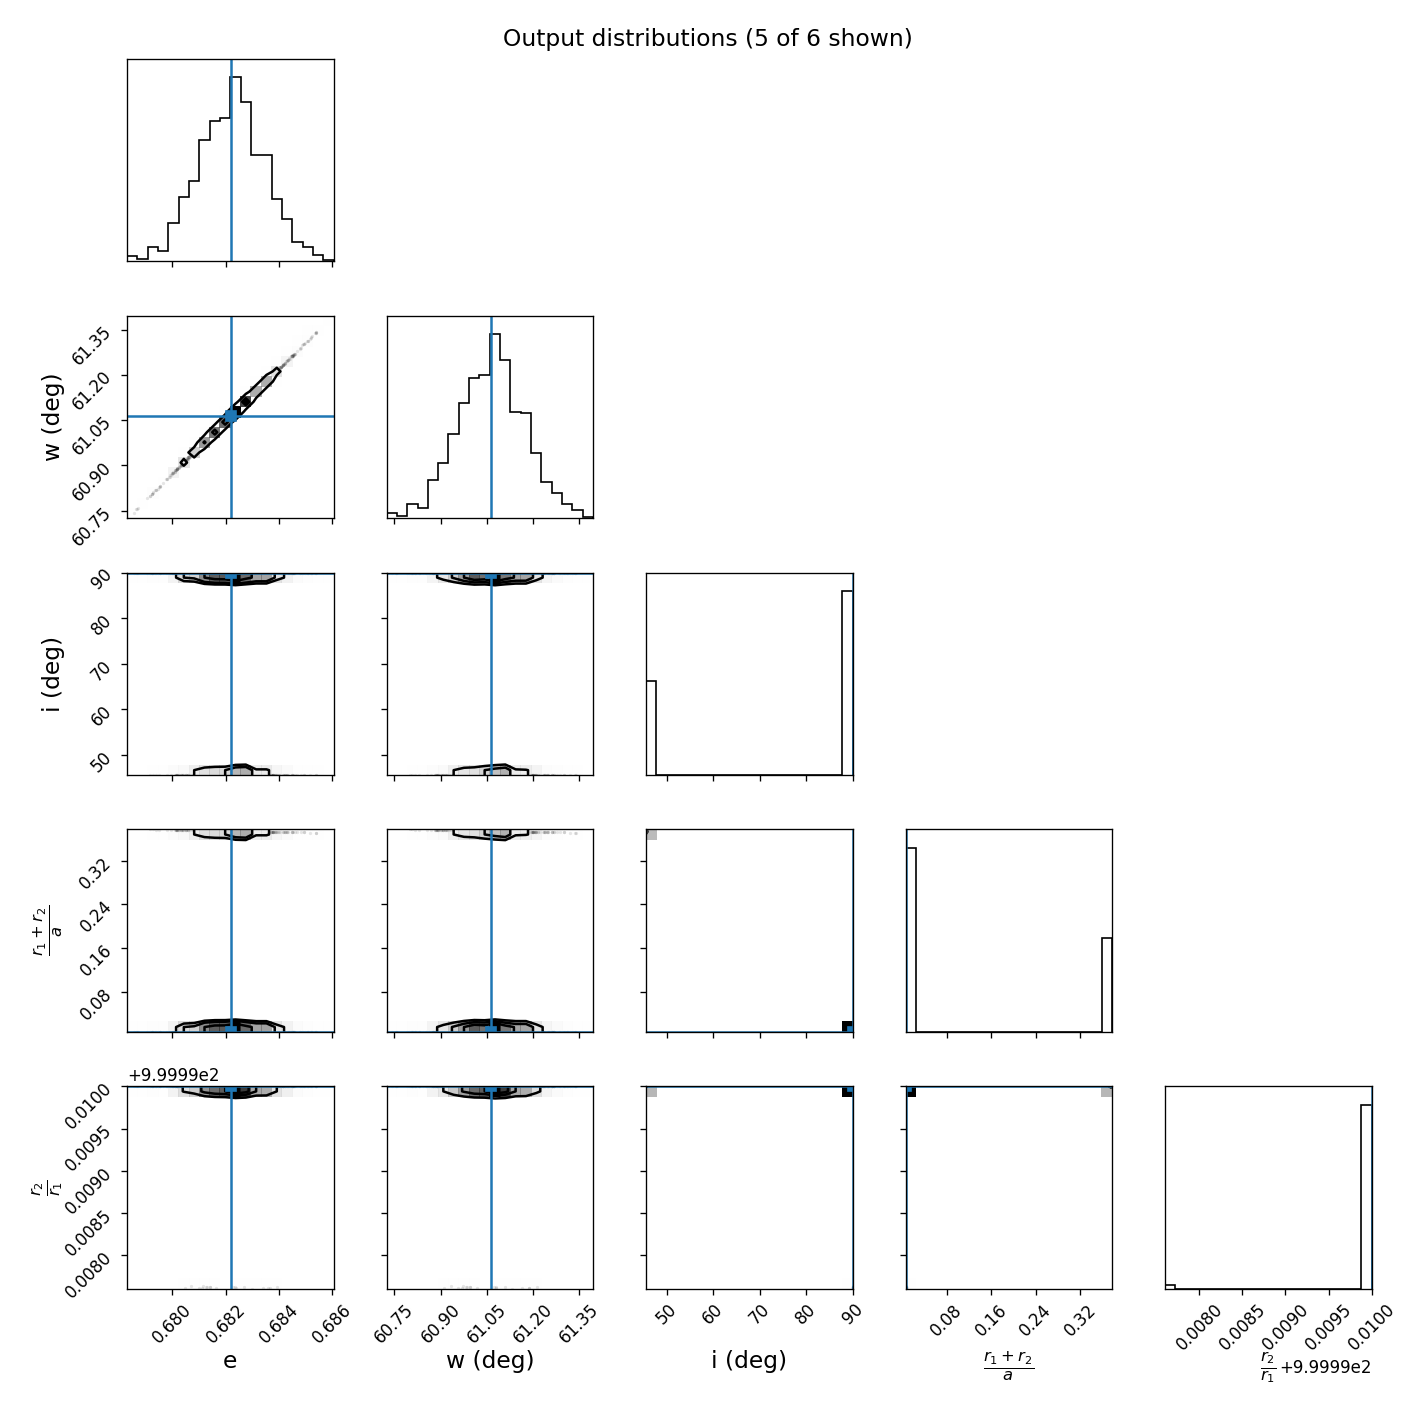 Output distributions (5 of 6 shown)
61.35
61.20
61.05
60.90
60.75
w (deg)
90
80
70
60
50
i (deg)
0.32
0.24
0.16
0.08
r₁ + r₂
a
+9.9999e2
0.0100
0.0095
0.0090
0.0085
0.0080
r₂
r₁
0.680 0.682 0.684 0.686
e
60.75 60.90 61.05 61.20 61.35
w (deg)
50 60 70 80 90
i (deg)
0.08 0.16 0.24 0.32
r₁ + r₂
a
0.0080 0.0085 0.0090 0.0095 0.0100
r₂
r₁
+9.9999e2